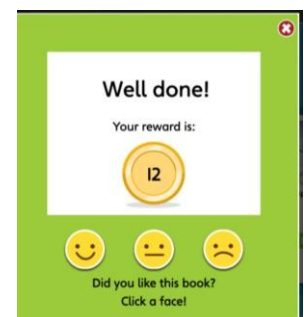 Well done!
Your reward is:
12
Did you like this book?
Click a face!